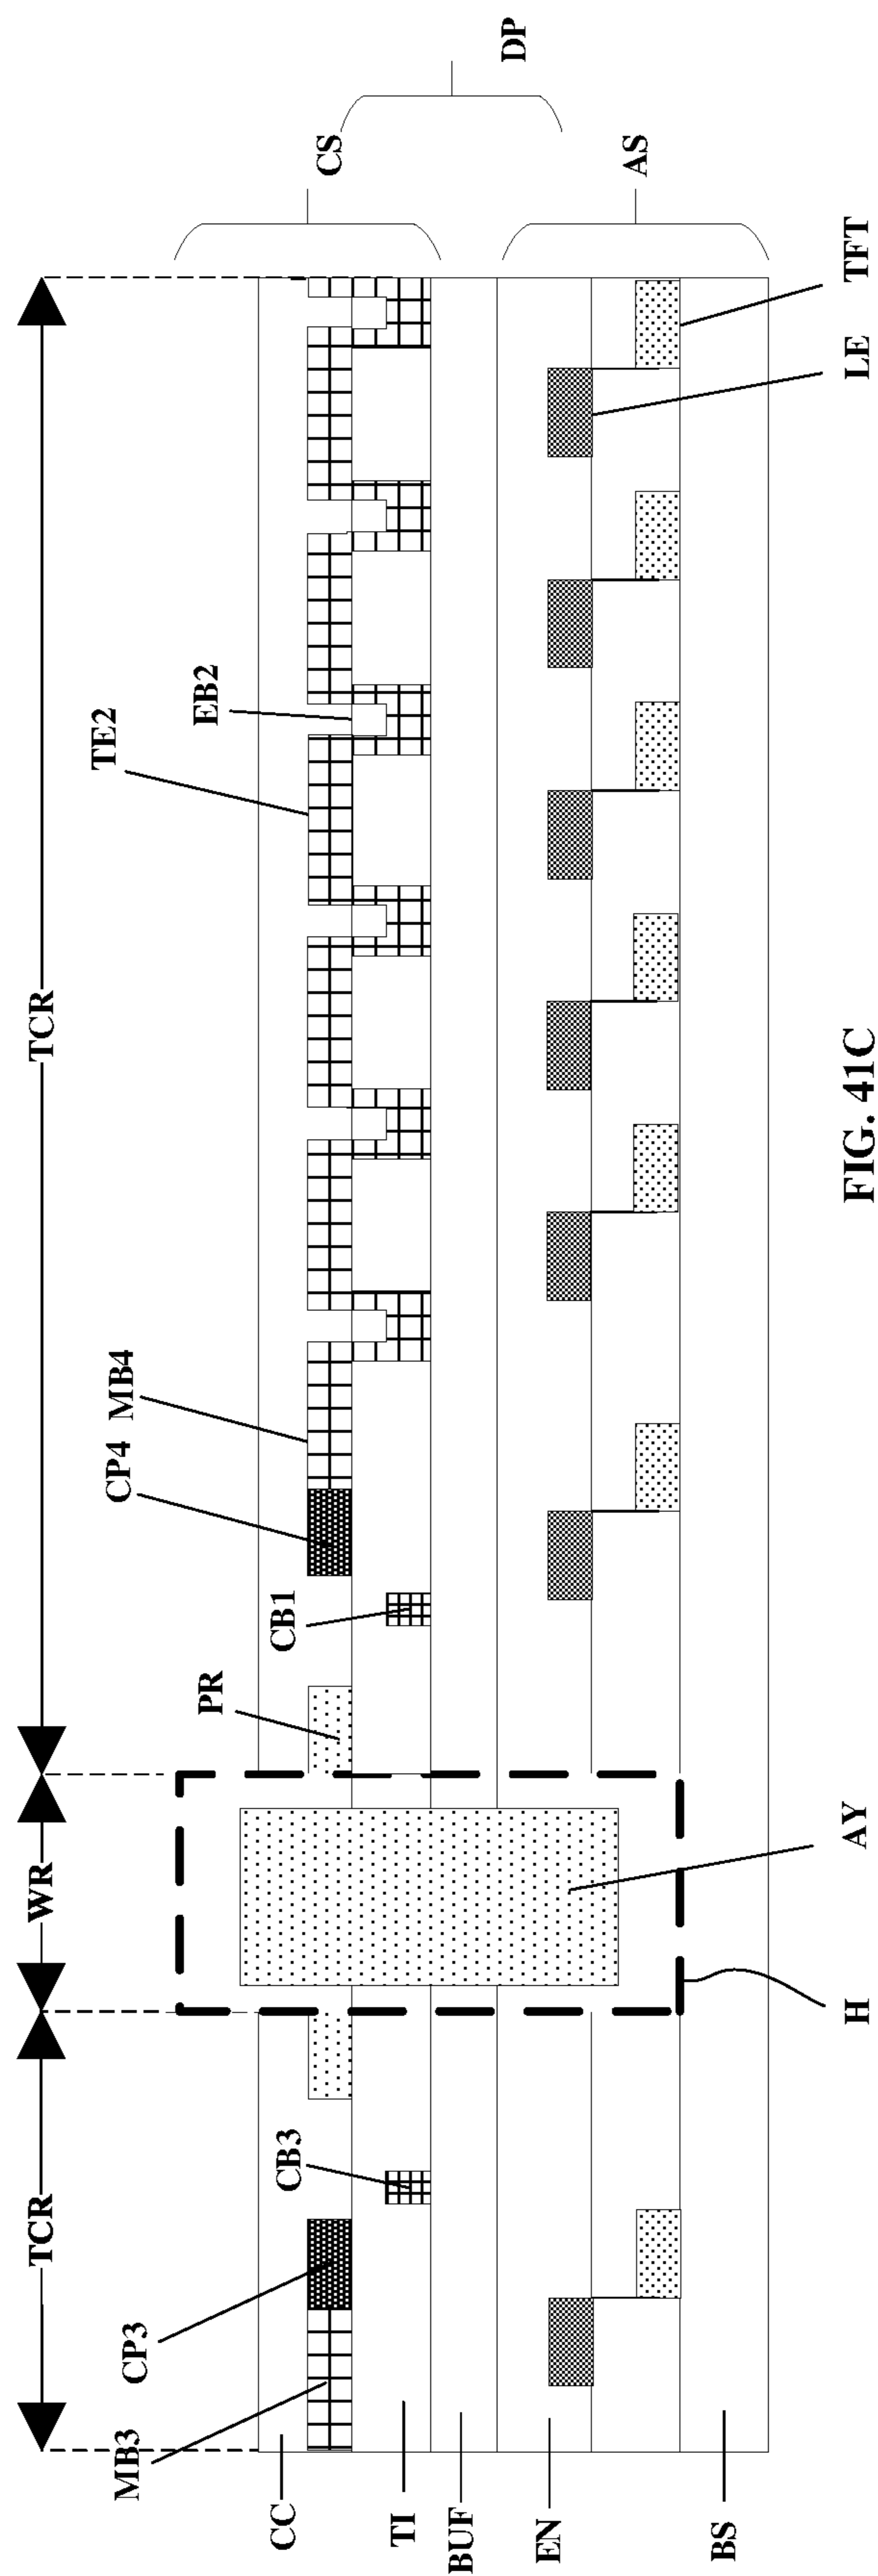 TCR
WR
TCR
MB3
CP3
CB3
PR
CB1
CP4
MB4
TE2
EB2
CS
DP
AS
CC
TI
BUF
EN
BS
H
AY
LE
TFT
FIG. 41C